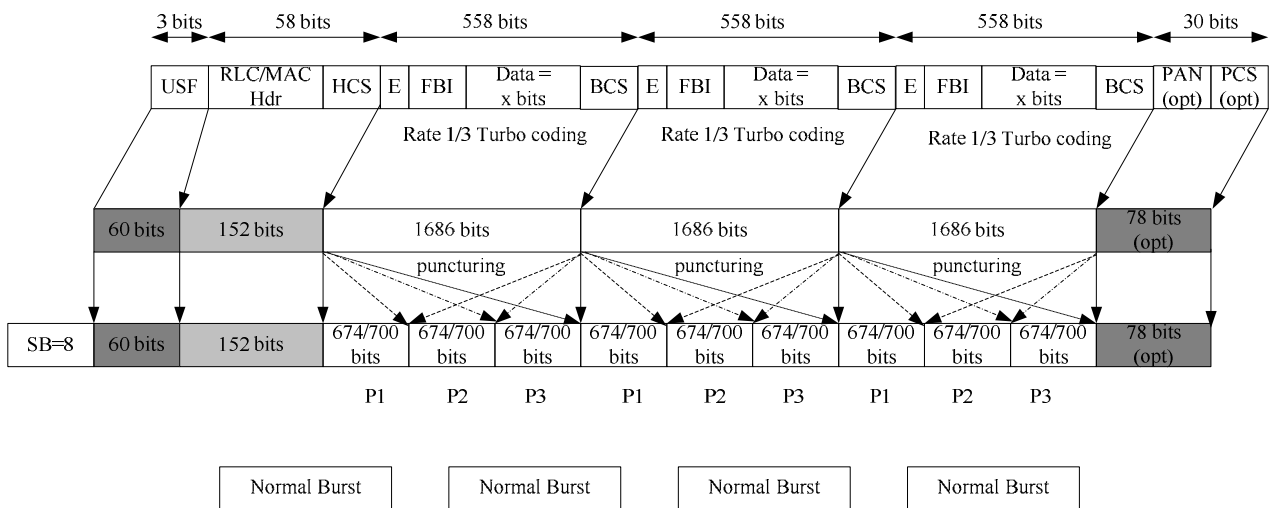 3 bits 58 bits 558 bits 558 bits 558 bits 30 bits
USF RLC/MAC Hdr HCS E FBI Data = x bits BCS E FBI Data = x bits BCS E FBI Data = x bits BCS PAN (opt) PCS (opt)
Rate 1/3 Turbo coding Rate 1/3 Turbo coding Rate 1/3 Turbo coding
60 bits 152 bits 1686 bits 1686 bits 1686 bits 78 bits (opt)
puncturing puncturing puncturing
SB=8 60 bits 152 bits 674/700 bits 674/700 bits 674/700 bits 674/700 bits 674/700 bits 674/700 bits 674/700 bits 674/700 bits 674/700 bits 78 bits (opt)
P1 P2 P3 P1 P2 P3 P1 P2 P3
Normal Burst Normal Burst Normal Burst Normal Burst